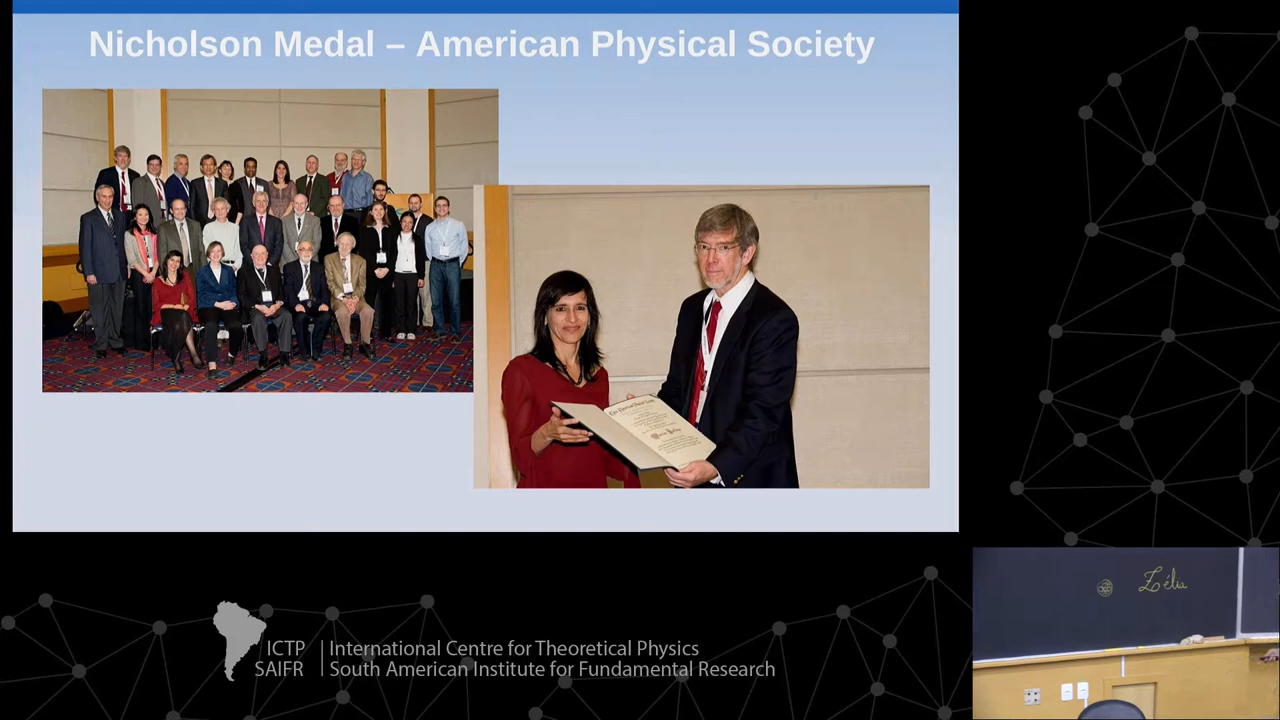 Nicholson Medal – American Physical Society
Zélia
ICTP
SAIFR
International Centre for Theoretical Physics
South American Institute for Fundamental Research